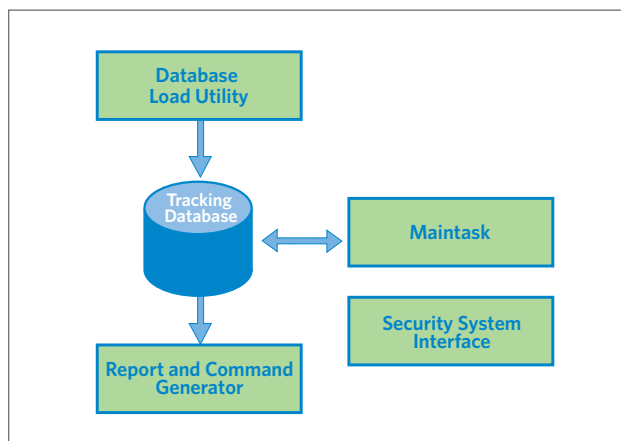 Database
Load Utility
Tracking
Database
Maintask
Security System
Interface
Report and Command
Generator